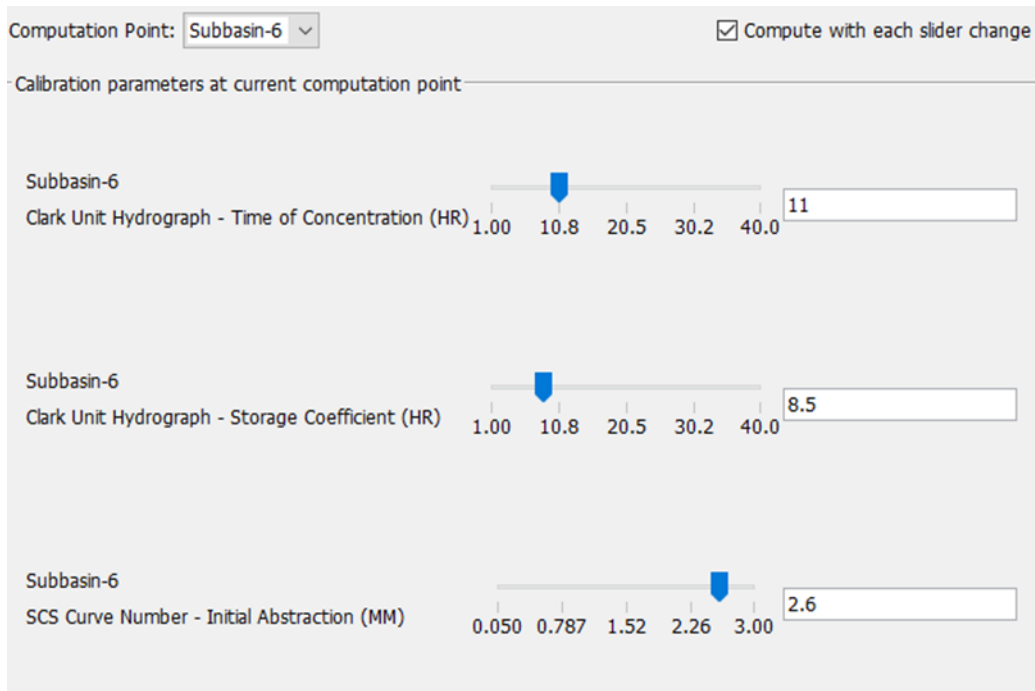 Computation Point: Subbasin-6 Compute with each slider change
Calibration parameters at current computation point
Subbasin-6
Clark Unit Hydrograph - Time of Concentration (HR)
1.00 10.8 20.5 30.2 40.0
11
Subbasin-6
Clark Unit Hydrograph - Storage Coefficient (HR)
1.00 10.8 20.5 30.2 40.0
8.5
Subbasin-6
SCS Curve Number - Initial Abstraction (MM)
0.050 0.787 1.52 2.26 3.00
2.6